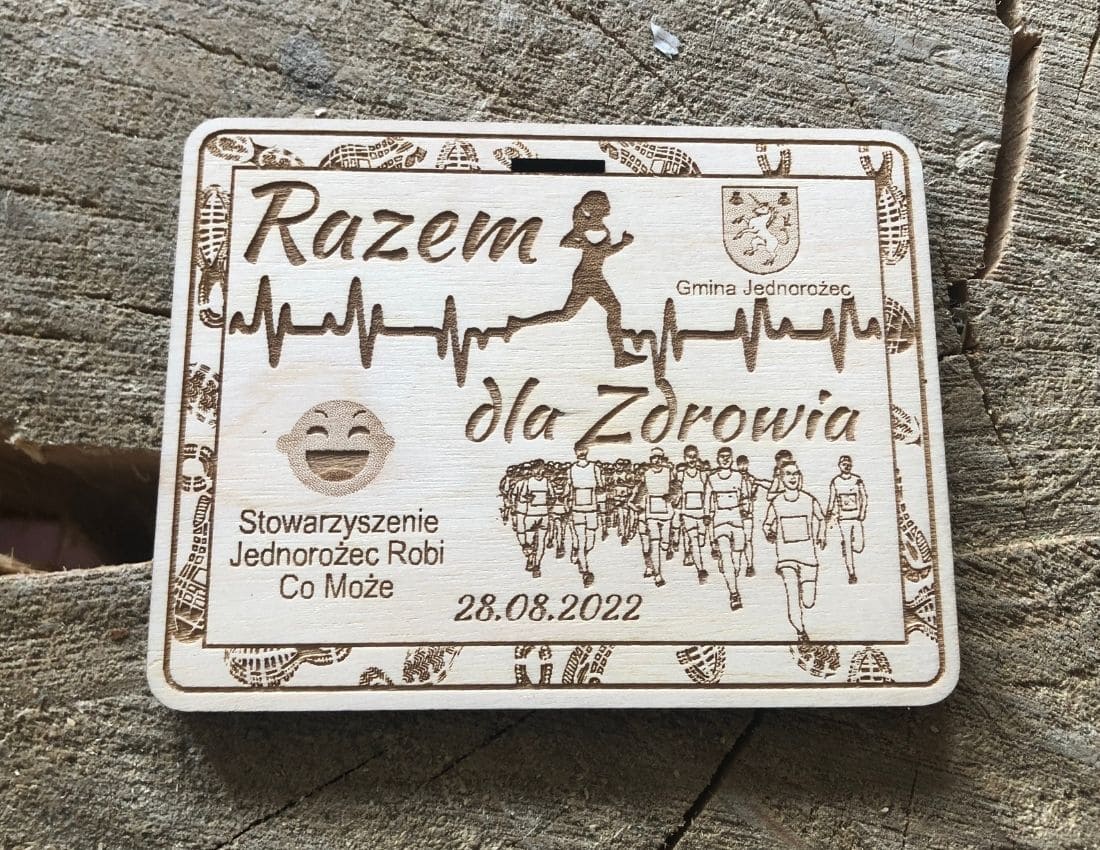 Razem
Gmina Jednorożec
dla Zdrowia
Stowarzyszenie
Jednorożec Robi
Co Może
28.08.2022